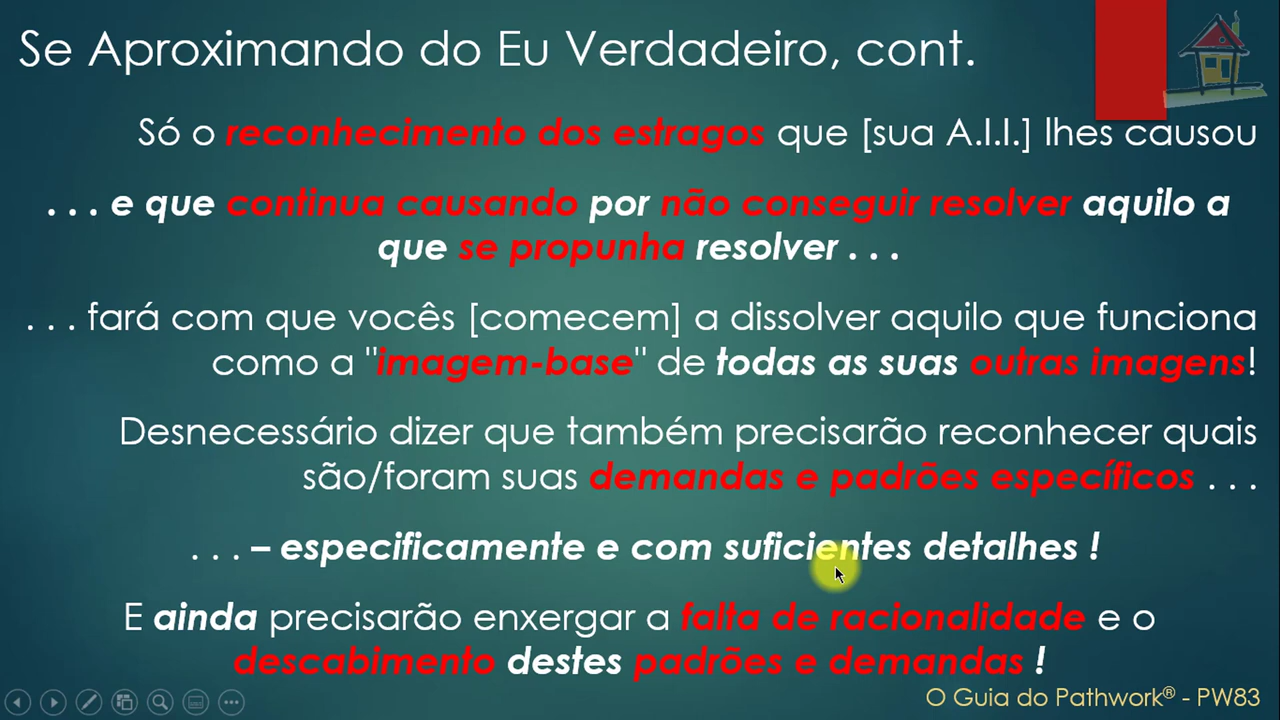 Se Aproximando do Eu Verdadeiro, cont.
Só o reconhecimento dos estragos que [sua A.I.I.] lhes causou
. . . e que continua causando por não conseguir resolver aquilo a
que se propunha resolver . . .
. . . fará com que vocês [comecem] a dissolver aquilo que funciona
como a "imagem-base" de todas as suas outras imagens!
Desnecessário dizer que também precisarão reconhecer quais
são/foram suas demandas e padrões específicos . . .
. . . – especificamente e com suficientes detalhes !
E ainda precisarão enxergar a falta de racionalidade e o
descabimento destes padrões e demandas !
O Guia do Pathwork® - PW83